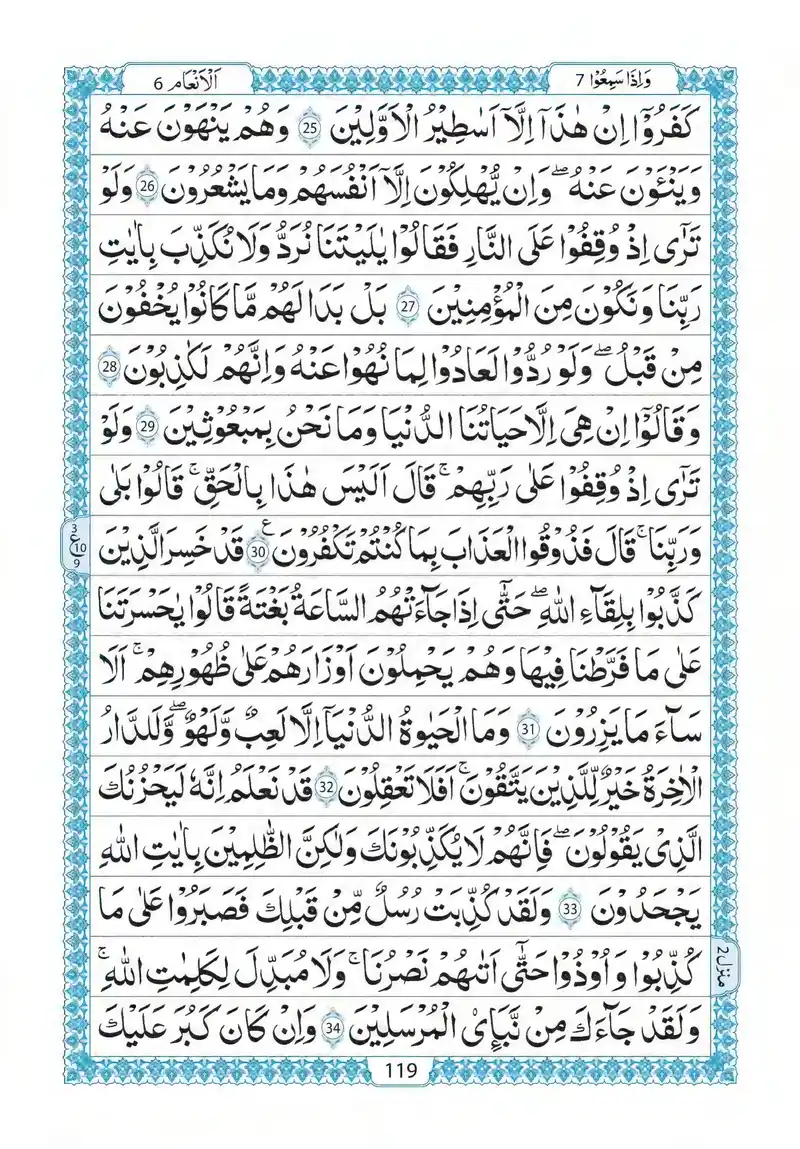 اَلْاَنْعَام 6
وَاِذَا سَمِعُوْا 7
كَفَرُوْۤا اِنْ هٰذَاۤ اِلَّاۤ اَسٰطِيْرُ الْاَوَّلِيْنَ 25 وَهُمْ يَنْهَوْنَ عَنْهُ
وَيَنْـَٔوْنَ عَنْهُ ۖ وَاِنْ يُّهْلِكُوْنَ اِلَّاۤ اَنْفُسَهُمْ وَمَا يَشْعُرُوْنَ 26 وَلَوْ
تَرٰۤى اِذْ وُقِفُوْا عَلَى النَّارِ فَقَالُوْا يٰلَيْتَنَا نُرَدُّ وَلَا نُكَذِّبَ بِاٰيٰتِ
رَبِّنَا وَنَكُوْنَ مِنَ الْمُؤْمِنِيْنَ 27 بَلْ بَدَا لَهُمْ مَّا كَانُوْا يُخْفُوْنَ
مِنْ قَبْلُ ۖ وَلَوْ رُدُّوْا لَعَادُوْا لِمَا نُهُوْا عَنْهُ وَاِنَّهُمْ لَكٰذِبُوْنَ 28
وَقَالُوْۤا اِنْ هِىَ اِلَّا حَيَاتُنَا الدُّنْيَا وَمَا نَحْنُ بِمَبْعُوْثِيْنَ 29 وَلَوْ
تَرٰۤى اِذْ وُقِفُوْا عَلٰى رَبِّهِمْ ۚ قَالَ اَلَيْسَ هٰذَا بِالْحَقِّ ۚ قَالُوْا بَلٰى
وَرَبِّنَا ۚ قَالَ فَذُوْقُوا الْعَذَابَ بِمَا كُنْتُمْ تَكْفُرُوْنَ 30 ع قَدْ خَسِرَ الَّذِيْنَ
3 ع 10 9
كَذَّبُوْا بِلِقَآءِ اللّٰهِ ۖ حَتّٰۤى اِذَا جَآءَتْهُمُ السَّاعَةُ بَغْتَةً قَالُوْا يٰحَسْرَتَنَا
عَلٰى مَا فَرَّطْنَا فِيْهَا وَهُمْ يَحْمِلُوْنَ اَوْزَارَهُمْ عَلٰى ظُهُوْرِهِمْ ۚ اَلَا
سَآءَ مَا يَزِرُوْنَ 31 وَمَا الْحَيٰوةُ الدُّنْيَاۤ اِلَّا لَعِبٌ وَّلَهْوٌ ۖ وَّلَلدَّارُ
الْاٰخِرَةُ خَيْرٌ لِّلَّذِيْنَ يَتَّقُوْنَ ۚ اَفَلَا تَعْقِلُوْنَ 32 قَدْ نَعْلَمُ اِنَّهٗ لَيَحْزُنُكَ
الَّذِىْ يَقُوْلُوْنَ ۖ فَاِنَّهُمْ لَا يُكَذِّبُوْنَكَ وَلٰكِنَّ الظّٰلِمِيْنَ بِاٰيٰتِ اللّٰهِ
يَجْحَدُوْنَ 33 وَلَقَدْ كُذِّبَتْ رُسُلٌ مِّنْ قَبْلِكَ فَصَبَرُوْا عَلٰى مَا
كُذِّبُوْا وَاُوْذُوْا حَتّٰۤى اَتٰىهُمْ نَصْرُنَا ۚ وَلَا مُبَدِّلَ لِكَلِمٰتِ اللّٰهِ ۚ
منزل 2
وَلَقَدْ جَآءَكَ مِنْ نَّبَإِى۟ الْمُرْسَلِيْنَ 34 وَاِنْ كَانَ كَبُرَ عَلَيْكَ
119